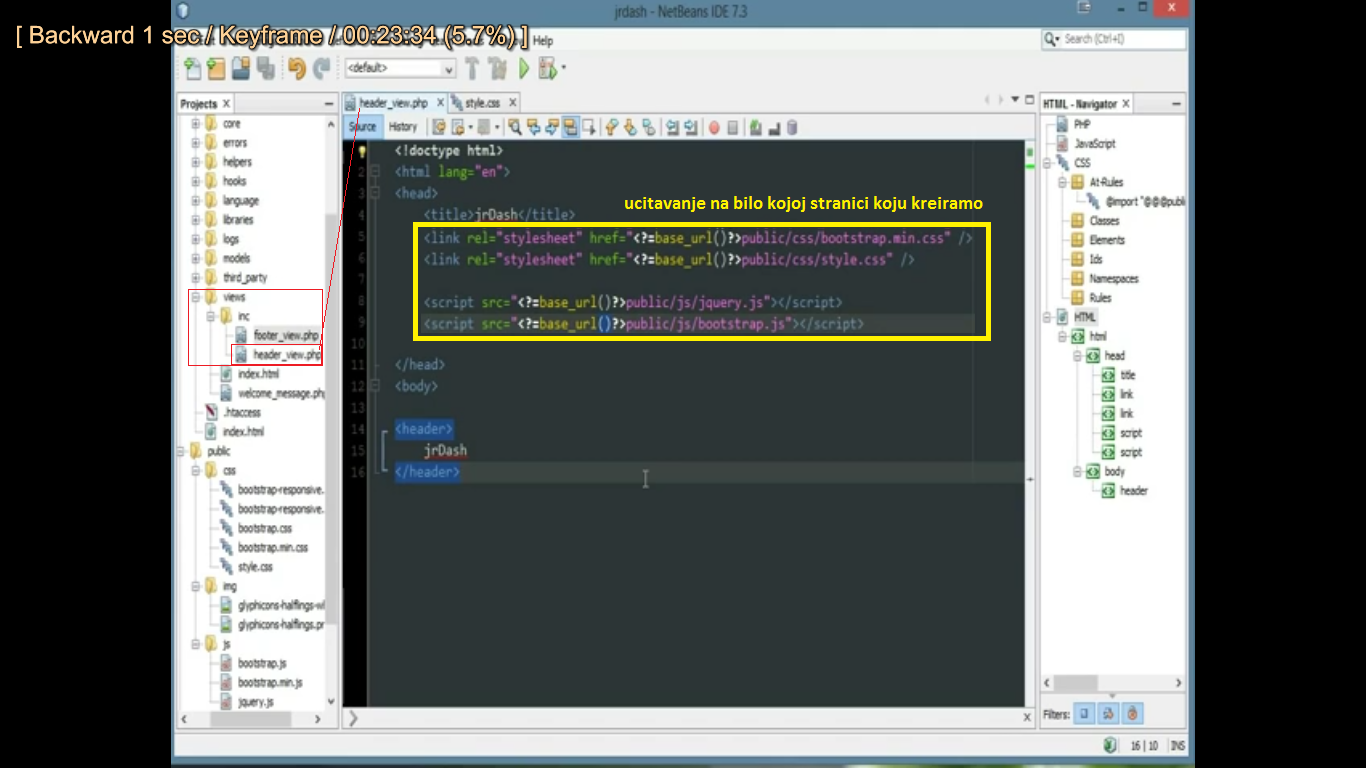 jrdash - NetBeans IDE 7.3
[ Backward 1 sec / Keyframe / 00:23:34 (5.7%) ]
Help
Search (Ctrl+I)
<default>
Projects
header_view.php
style.css
HTML - Navigator
Source
History
core
errors
helpers
hooks
language
libraries
logs
models
third_party
views
inc
footer_view.php
header_view.php
index.html
welcome_message.ph
.htaccess
index.html
public
css
bootstrap-responsive.
bootstrap-responsive.
bootstrap.css
bootstrap.min.css
style.css
img
glyphicons-halflings-wl
glyphicons-halflings.pr
js
bootstrap.js
bootstrap.min.js
jquery.js
<!doctype html>
2 <html lang="en">
3 <head>
4 <title>jrDash</title>
ucitavanje na bilo kojoj stranici koju kreiramo
5 <link rel="stylesheet" href="<?=base_url()?>public/css/bootstrap.min.css" />
6 <link rel="stylesheet" href="<?=base_url()?>public/css/style.css" />
7
8 <script src="<?=base_url()?>public/js/jquery.js"></script>
9 <script src="<?=base_url()?>public/js/bootstrap.js"></script>
10
11 </head>
12 <body>
13
14 <header>
15 jrDash
16 </header>
PHP
JavaScript
CSS
At-Rules
@import "@@@publ
Classes
Elements
Ids
Namespaces
Rules
HTML
html
head
title
link
link
script
script
body
header
Filters:
16 | 10 INS